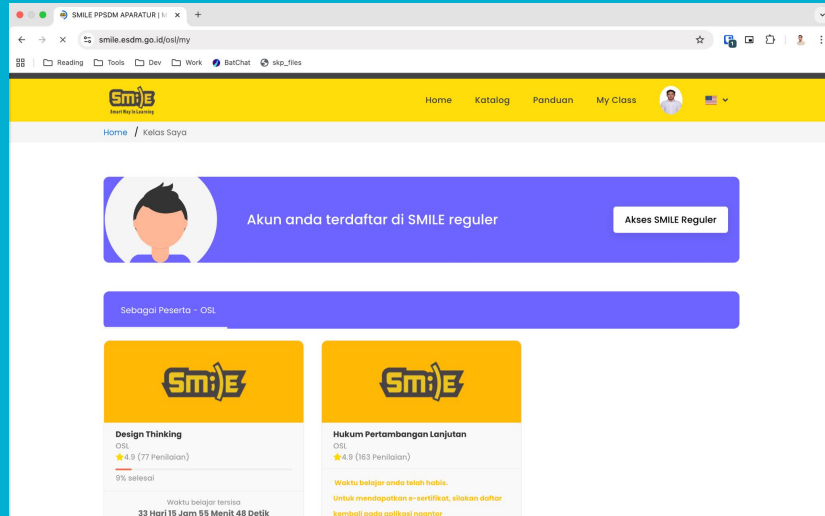 SMILE PPSDM APARATUR | M
smile.esdm.go.id/osl/my
Reading Tools Dev Work BatChat skp_files
Smile
Smart Way in Learning
Home Katalog Panduan My Class
Home / Kelas Saya
Akun anda terdaftar di SMILE reguler
Akses SMILE Reguler
Sebagai Peserta - OSL
Smile
Design Thinking
OSL
4.9 (77 Penilaian)
9% selesai
Waktu belajar tersisa
33 Hari 15 Jam 55 Menit 48 Detik
Smile
Hukum Pertambangan Lanjutan
OSL
4.9 (163 Penilaian)
Waktu belajar anda telah habis.
Untuk mendapatkan e-sertifikat, silakan daftar
kembali pada aplikasi ngantor